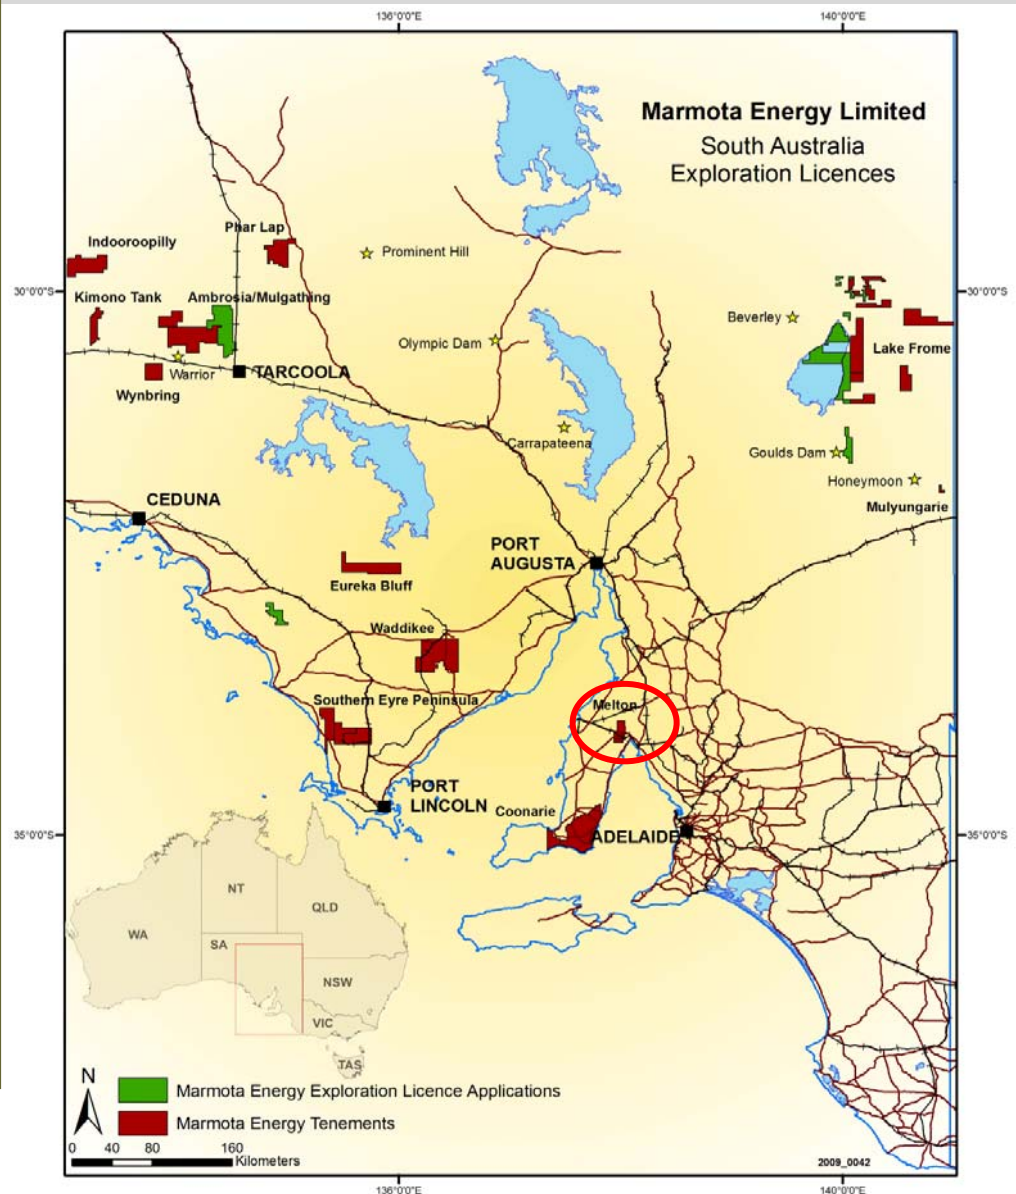 136°0'0"E
140°0'0"E
Marmota Energy Limited
South Australia
Exploration Licences
Phar Lap
Indooroopilly
Prominent Hill
30°0'0"S
30°0'0"S
Kimono Tank
Ambrosia/Mulgathing
Beverley
Olympic Dam
Lake Frome
Warrior
TARCOOLA
Wynbring
Carrapateena
Goulds Dam
Honeymoon
CEDUNA
Mulyungarie
PORT
AUGUSTA
Eureka Bluff
Waddikee
Southern Eyre Peninsula
Melton
PORT
LINCOLN
Coonarie
35°0'0"S
ADELAIDE
35°0'0"S
NT
QLD
WA
SA
NSW
VIC
TAS
N
Marmota Energy Exploration Licence Applications
Marmota Energy Tenements
0 40 80 160
Kilometers
2009_0042
136°0'0"E
140°0'0"E